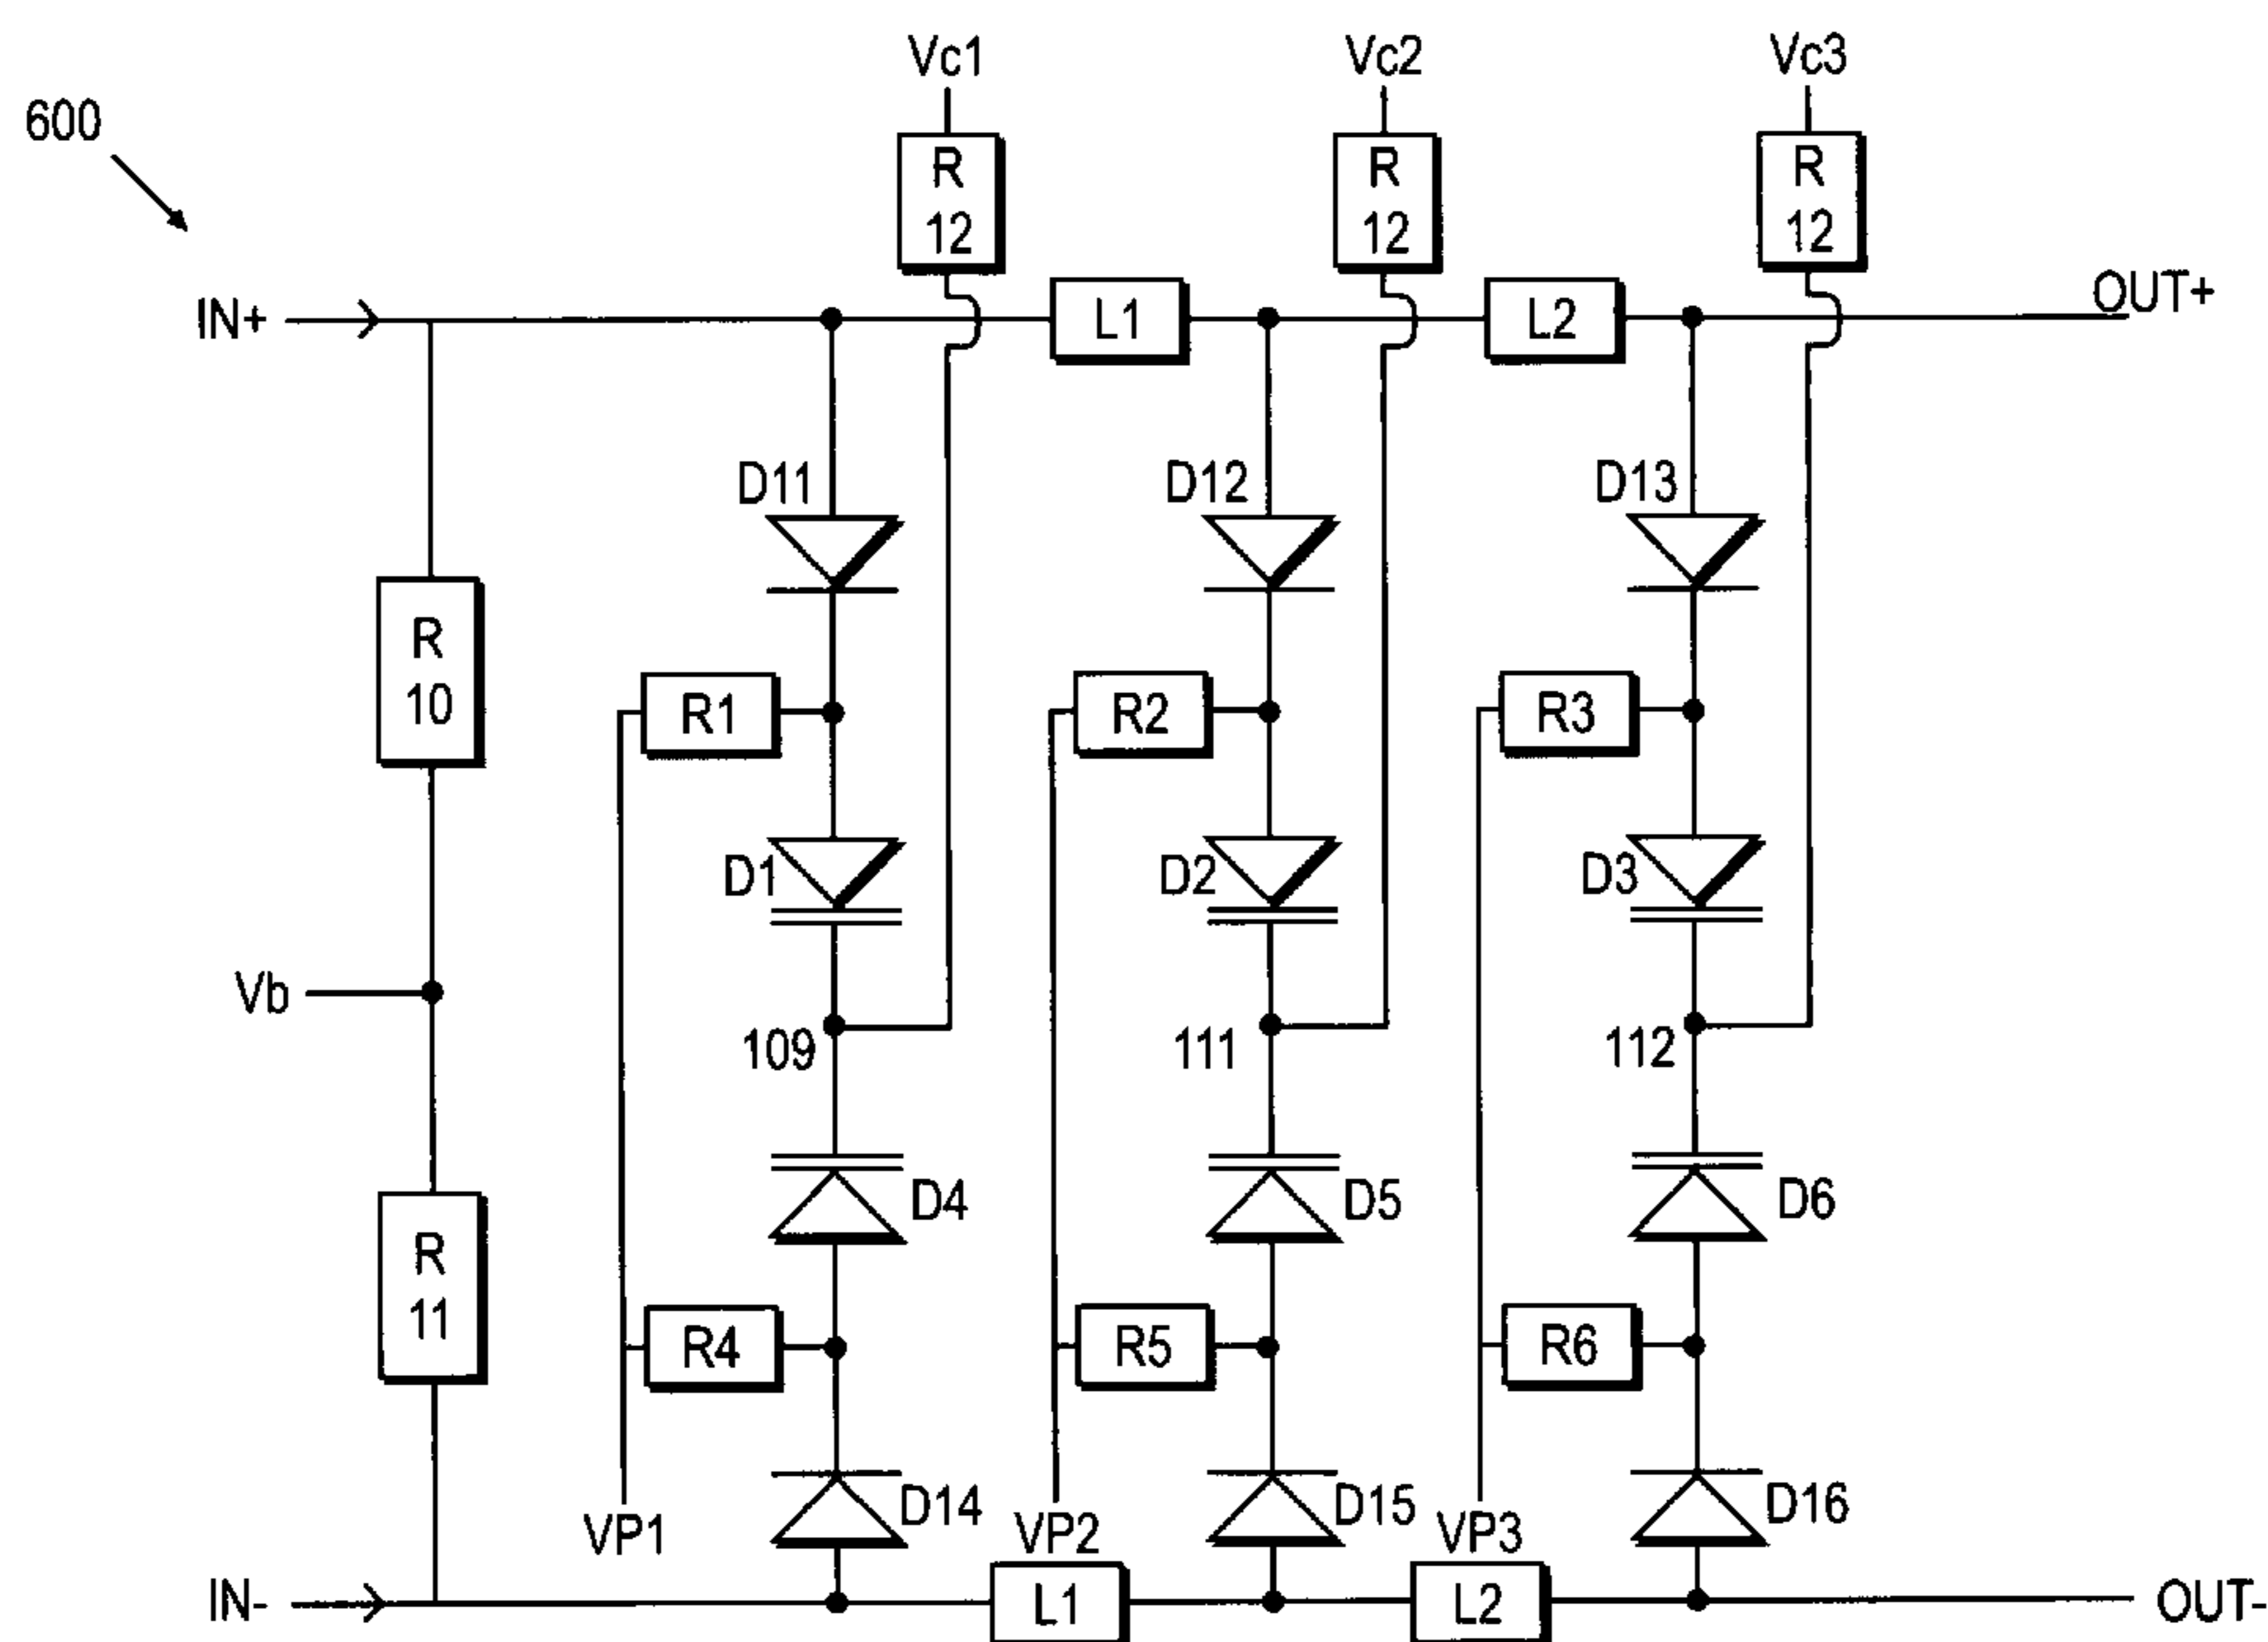 Vc1
Vc2
Vc3
600
R
12
R
12
R
12
IN+
L1
L2
OUT+
D11
D12
D13
R
10
R1
R2
R3
D1
D2
D3
Vb
109
111
112
D4
D5
D6
R
11
R4
R5
R6
D14
D15
D16
VP1
VP2
VP3
IN-
L1
L2
OUT-